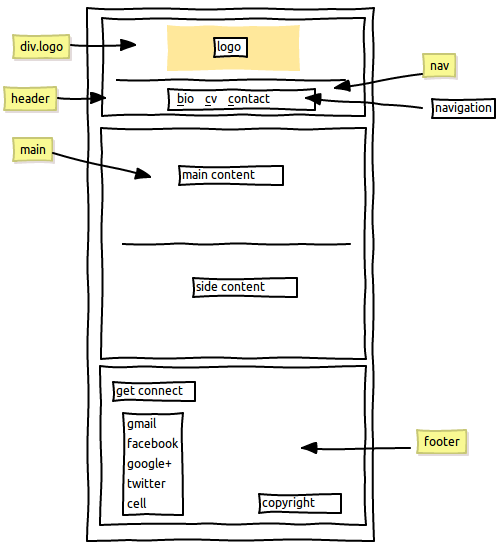 div.logo
logo
nav
header
bio cv contact
navigation
main
main content
side content
get connect
gmail
facebook
google+
twitter
cell
footer
copyright